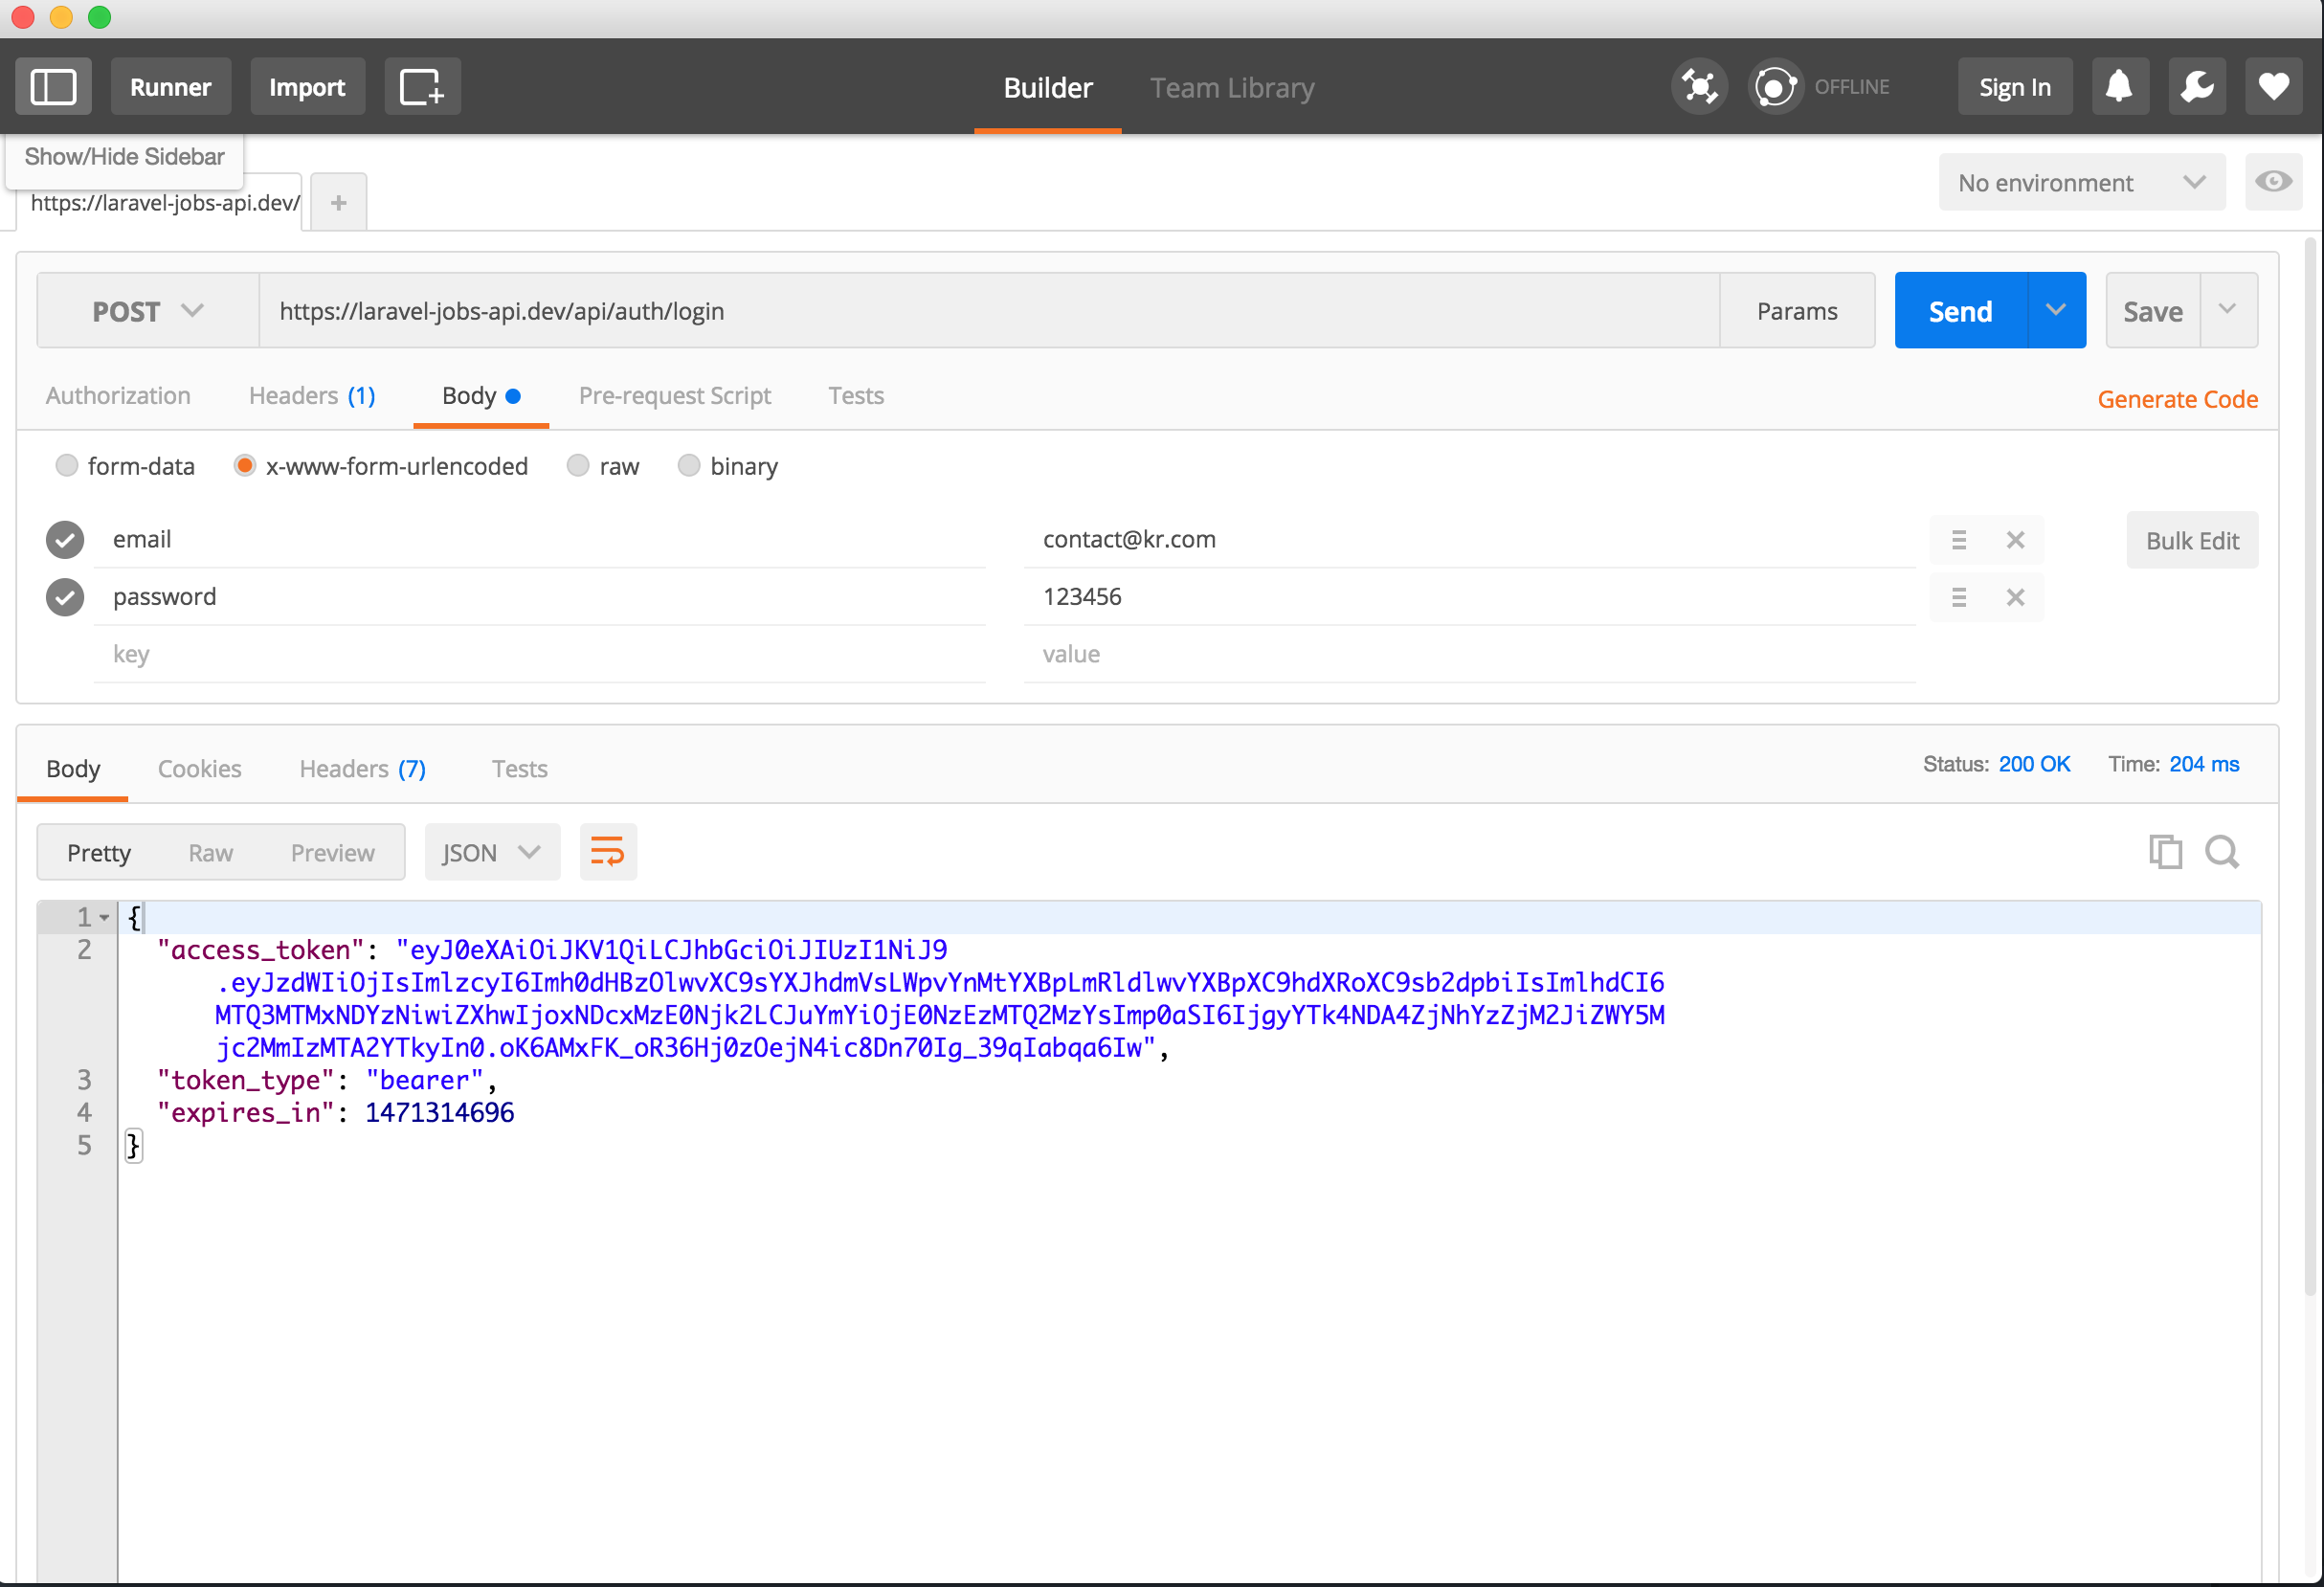 Runner Import Builder Team Library OFFLINE Sign In
Show/Hide Sidebar
https://laravel-jobs-api.dev/ + No environment
POST https://laravel-jobs-api.dev/api/auth/login Params Send Save
Authorization Headers (1) Body Pre-request Script Tests Generate Code
form-data x-www-form-urlencoded raw binary
email contact@kr.com Bulk Edit
password 123456
key value
Body Cookies Headers (7) Tests Status: 200 OK Time: 204 ms
Pretty Raw Preview JSON
1 {
2 "access_token": "eyJ0eXAiOiJKV1QiLCJhbGciOiJIUzI1NiJ9
.eyJzdWIiOjIsImlzcyI6Imh0dHBzOlwvXC9sYXJhdmVsLWpvYnMtYXBpLmRldlwvYXBpXC9hdXRoXC9sb2dpbiIsImlhdCI6
MTQ3MTMxNDYzNiwiZXhwIjoxNDcxMzE0Njk2LCJuYmYiOjE0NzEzMTQ2MzYsImp0aSI6IjgyYTk4NDA4ZjNhYzZjM2JiZWY5M
jc2MmIzMTA2YTkyIn0.oK6AMxFK_oR36Hj0zOejN4ic8Dn70Ig_39qIabqa6Iw",
3 "token_type": "bearer",
4 "expires_in": 1471314696
5 }